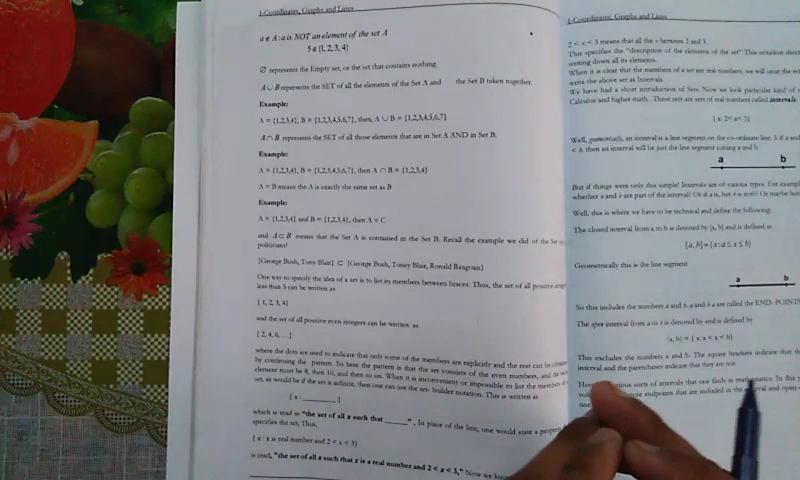 1-Coordinates, Graphs and Lines
a ∉ A : a is NOT an element of the set A
5 ∉ {1, 2, 3, 4}
∅ represents the Empty set, or the set that contains nothing.
A ∪ B represents the SET of all the elements of the Set A and the Set B taken together.
Example:
A = {1,2,3,4}, B = {1,2,3,4,5,6,7}, then, A ∪ B = {1,2,3,4,5,6,7}
A ∩ B represents the SET of all those elements that are in Set A AND in Set B.
Example:
A = {1,2,3,4}, B = {1,2,3,4,5,6,7}, then A ∩ B = {1,2,3,4}
A = B means the A is exactly the same set as B
Example:
A = {1,2,3,4} and B = {1,2,3,4}, then A = C
and A ⊂ B means that the Set A is contained in the Set B. Recall the example we did of the Set
politicians!
{George Bush, Tony Blair} ⊂ {George Bush, Toney Blair, Ronald Reagoan}
One way to specify the idea of a set is to list its members between braces. Thus, the set of all positive
less than 5 can be written as
{ 1, 2, 3, 4}
and the set of all positive even integers can be written as
{ 2, 4, 6, ...}
where the dots are used to indicate that only some of the members are explicitly and the rest can be
by continuing the pattern. So here the pattern is that the set consists of the even numbers, and
element must be 8, then 10, and then so on. When it is inconvenient or impossible to list the members
set, as would be if the set is infinite, then one can use the set- builder notation. This is written as
{ x : ______ }
which is read as "the set of all x such that ______" , In place of the line, one would state a
specifies the set, Thus,
{ x : x is real number and 2 < x < 3}
is read, "the set of all x such that x is a real number and 2 < x < 3," Now we
1-Coordinates, Graphs and Lines
2 < x < 3 means that all the x between 2 and 3.
This specifies the "description of the elements of the set" This notation
writing down all its elements.
When it is clear that the members of a set are real numbers, we will omit the
write the above set as Intervals.
We have had a short introduction of Sets. Now we look particular kind of
Calculus and higher math. These sets are sets of real numbers called intervals
{ x: 2< x< 3}
Well, geometrically, an interval is a line segment on the co-ordinate line. S if a and
< b, then an interval will be just the line segment joining a and b.
a b
But if things were only this simple! Intervals are of various types. For
whether a and b are part of the interval? Or if a is, but b is not?! Or maybe
Well, this is where we have to be technical and define the following:
The closed interval from a to b is denoted by [a, b] and is defined as
[a, b] = {x : a ≤ x ≤ b}
Geometrically this is the line segment
a b
So this includes the numbers a and b. a and b a are called the END- POINTS
The open interval from a to b is denoted by and is defined by
(a, b) = { x: a < x < b}
This excludes the numbers a and b. The square brackets indicate
interval and the parentheses indicate that they are not.
sorts of intervals that one finds in mathematics. In this
endpoints that are included in the and open